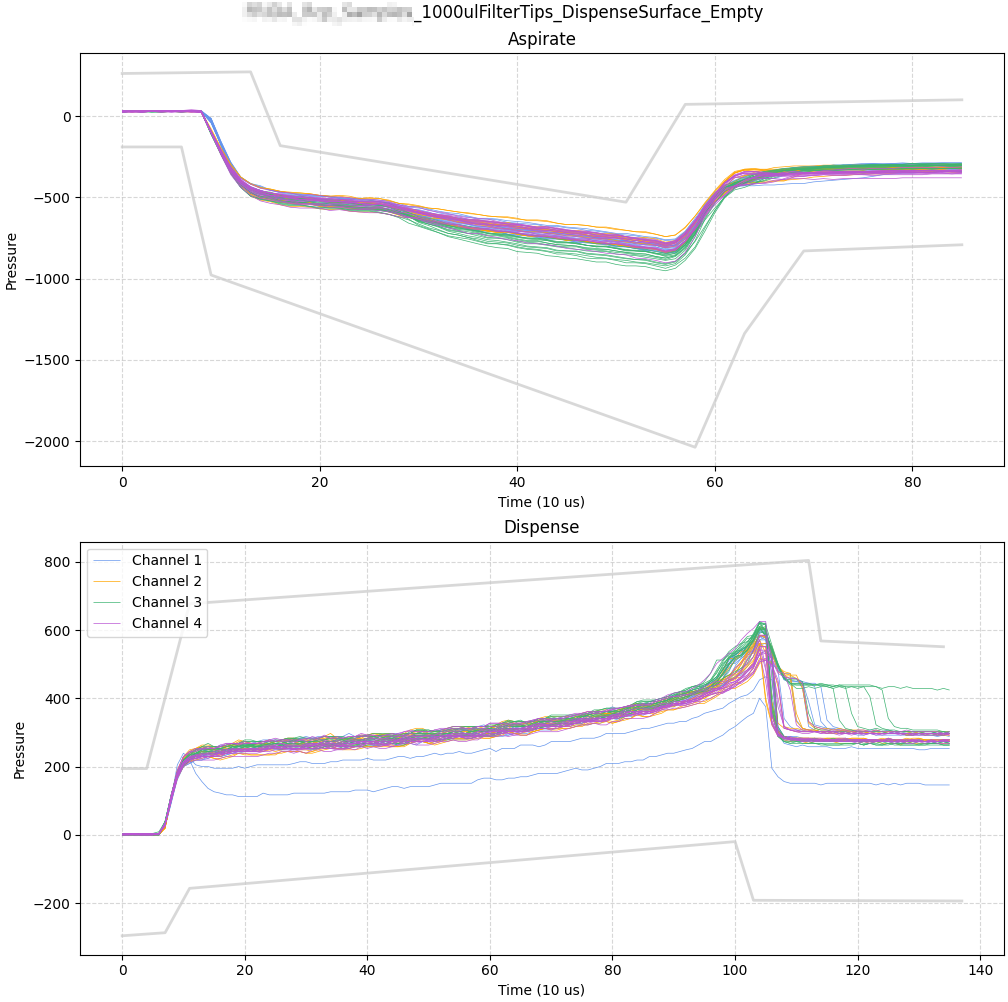 _1000ulFilterTips_DispenseSurface_Empty
Aspirate
0
−500
−1000
−1500
−2000
Pressure
0 20 40 60 80
Time (10 us)
Dispense
800
600
400
200
0
−200
Pressure
Channel 1
Channel 2
Channel 3
Channel 4
0 20 40 60 80 100 120 140
Time (10 us)